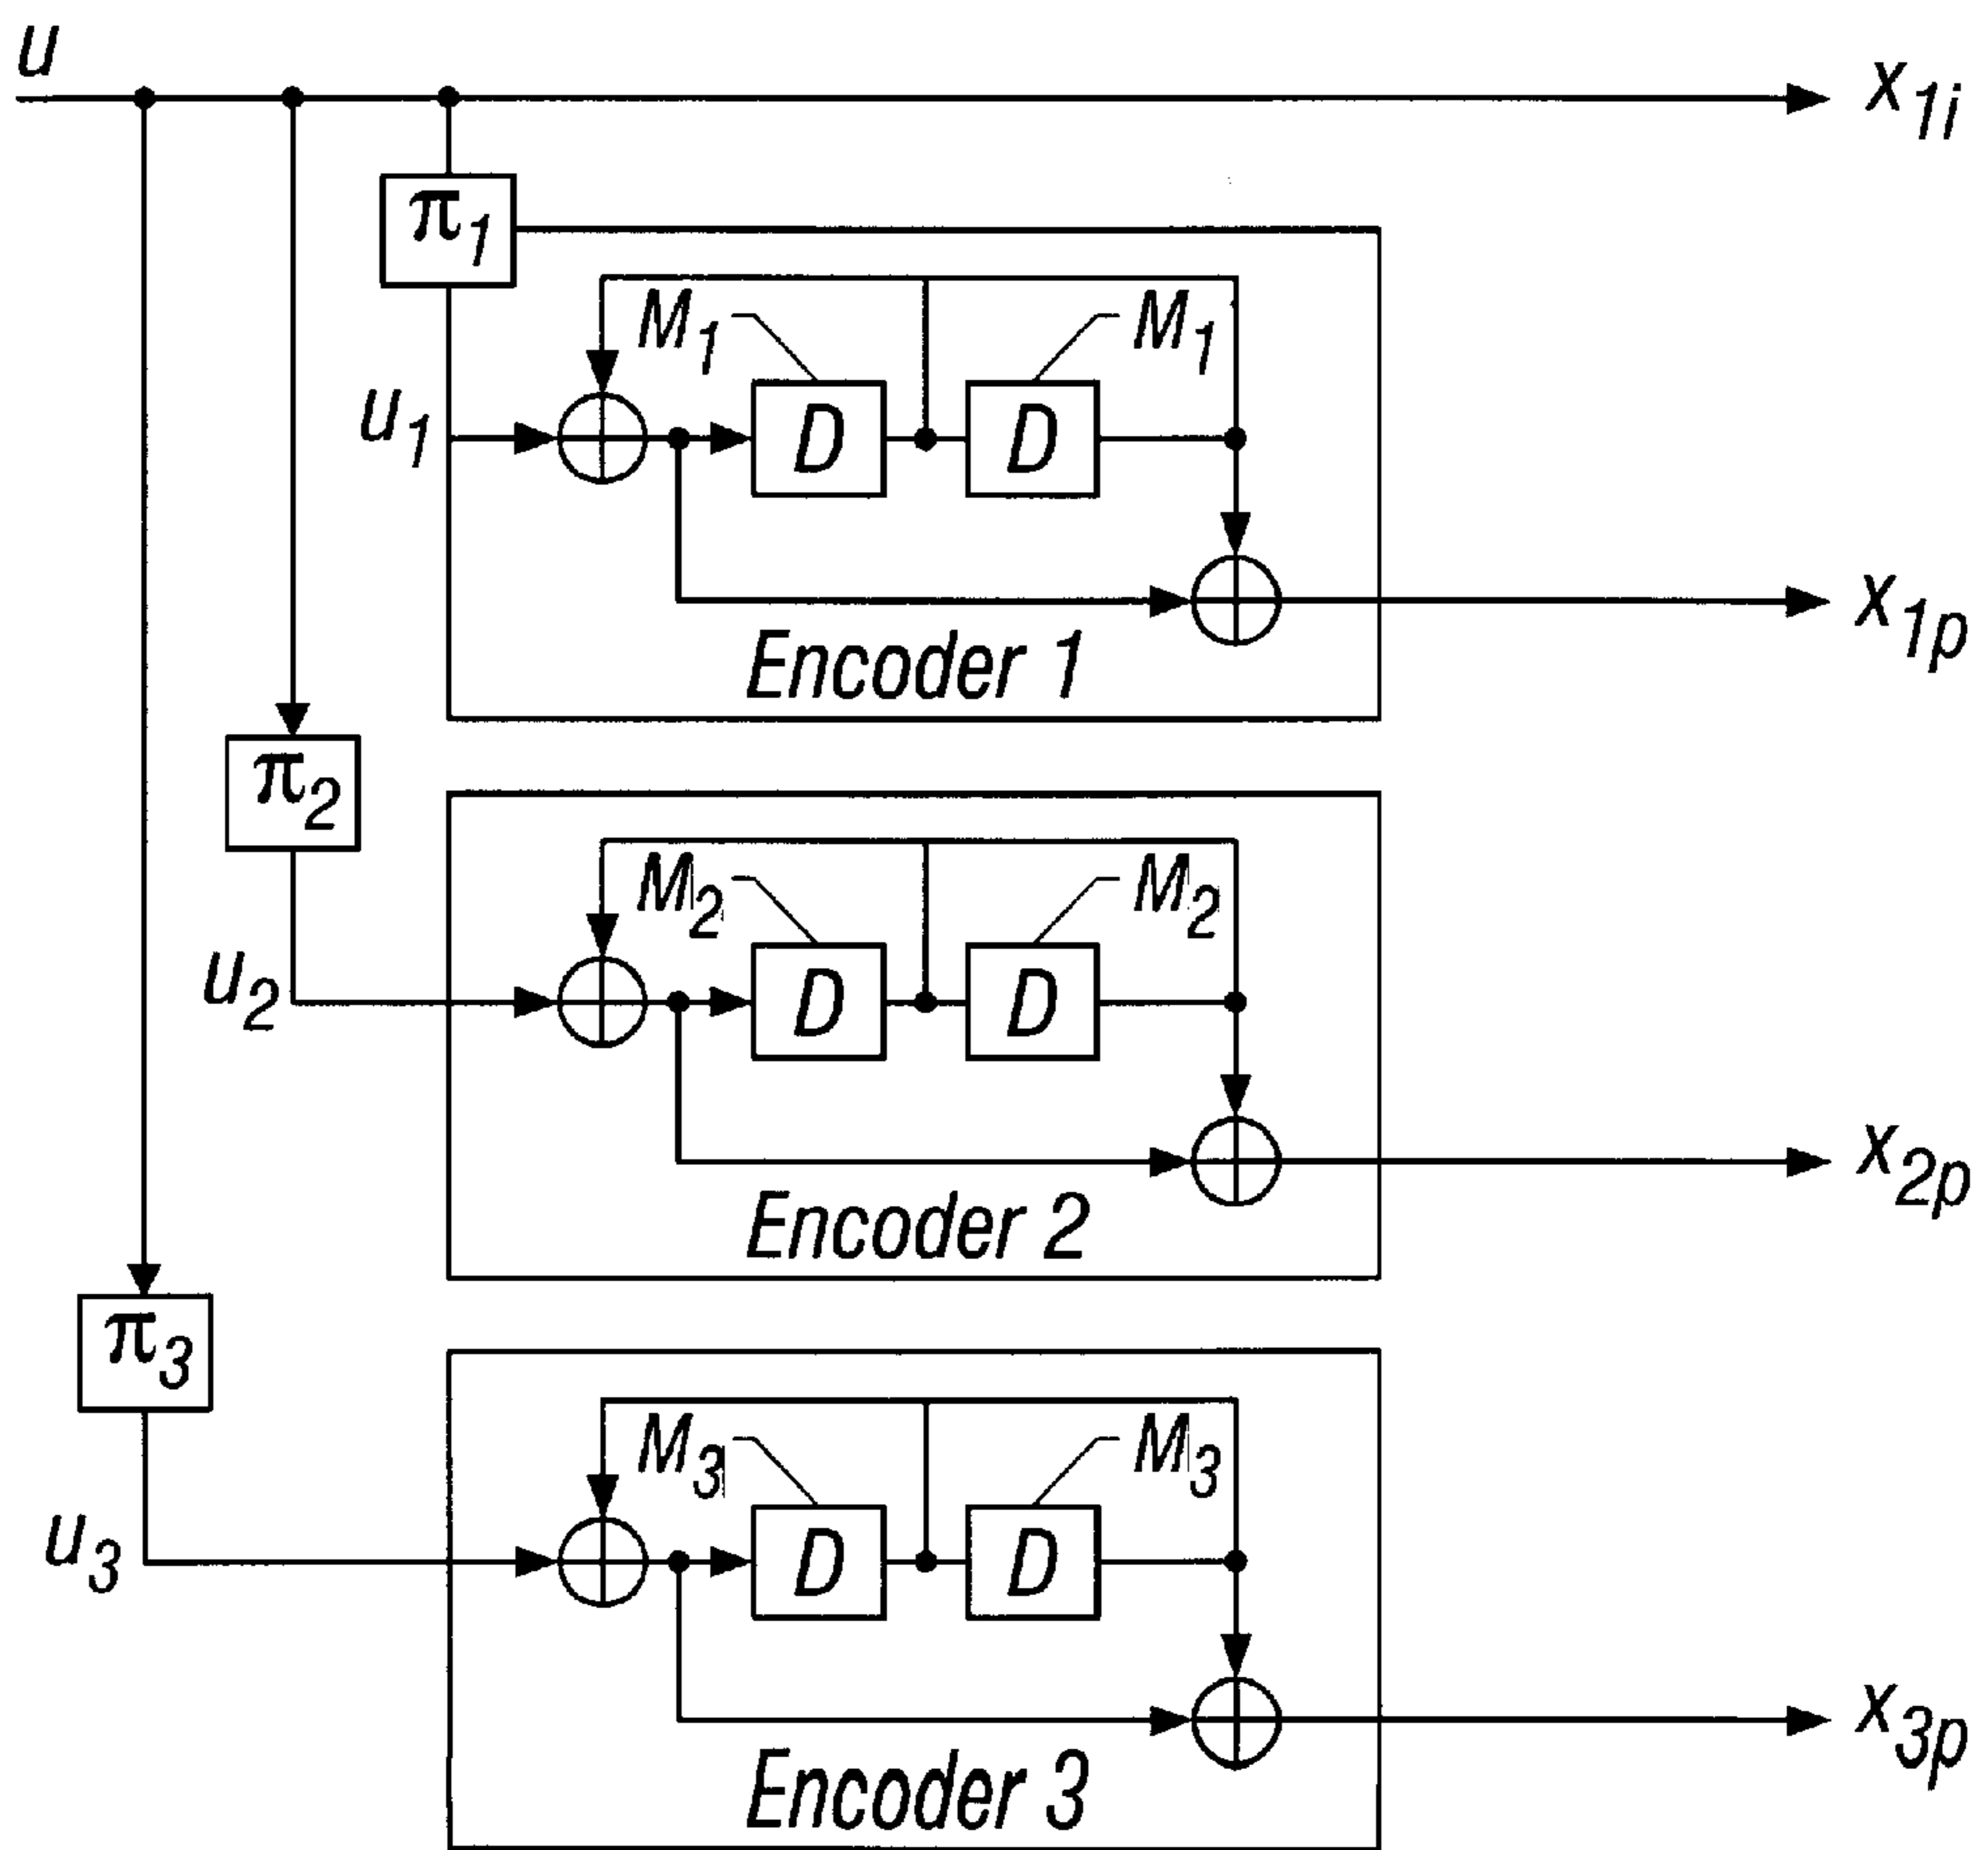 u
x1i
π1
M1
M1
u1
D
D
x1p
Encoder 1
π2
M2
M2
u2
D
D
x2p
Encoder 2
π3
M3
M3
u3
D
D
x3p
Encoder 3